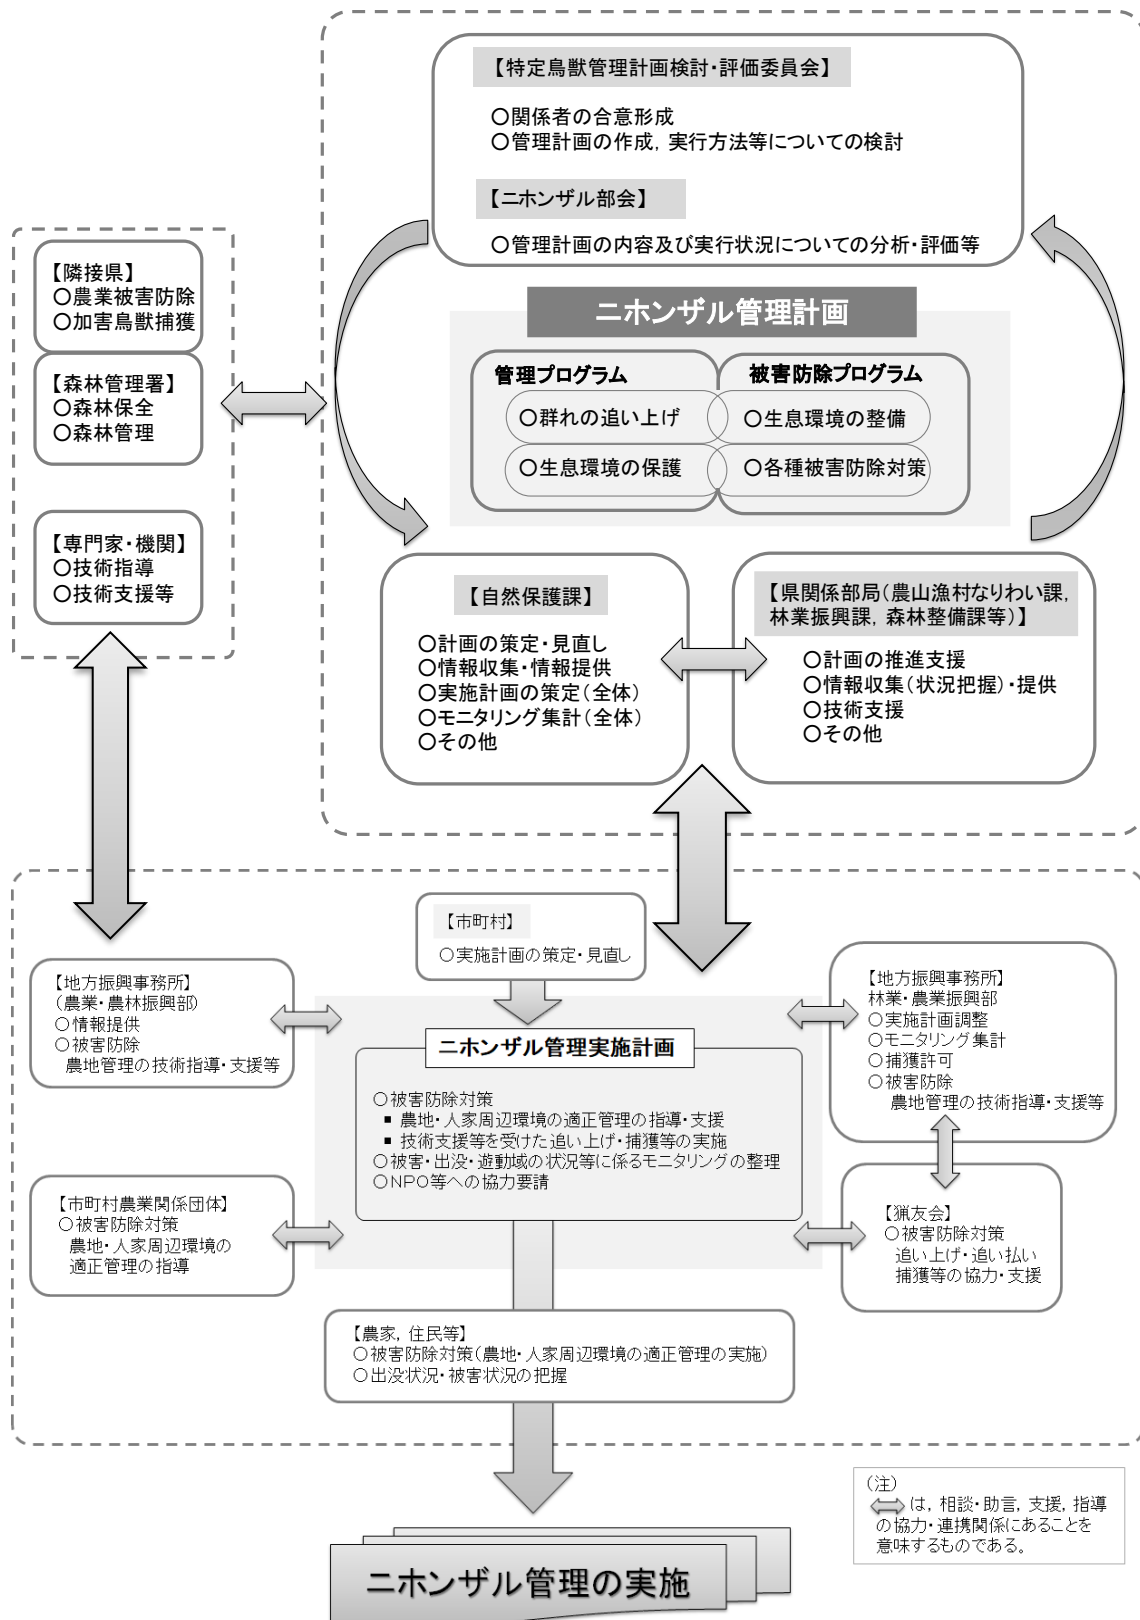 【特定鳥獣管理計画検討・評価委員会】
○関係者の合意形成
○管理計画の作成，実行方法等についての検討
【ニホンザル部会】
○管理計画の内容及び実行状況についての分析・評価等
【隣接県】
○農業被害防除
○加害鳥獣捕獲
【森林管理署】
○森林保全
○森林管理
【専門家・機関】
○技術指導
○技術支援等
ニホンザル管理計画
管理プログラム
○群れの追い上げ
○生息環境の保護
被害防除プログラム
○生息環境の整備
○各種被害防除対策
【自然保護課】
○計画の策定・見直し
○情報収集・情報提供
○実施計画の策定（全体）
○モニタリング集計（全体）
○その他
【県関係部局（農山漁村なりわい課，
林業振興課，森林整備課等）】
○計画の推進支援
○情報収集（状況把握）・提供
○技術支援
○その他
【市町村】
○実施計画の策定・見直し
【地方振興事務所】
（農業・農林振興部）
○情報提供
○被害防除
農地管理の技術指導・支援等
【地方振興事務所】
林業・農業振興部
○実施計画調整
○モニタリング集計
○捕獲許可
○被害防除
農地管理の技術指導・支援等
ニホンザル管理実施計画
○被害防除対策
▪ 農地・人家周辺環境の適正管理の指導・支援
▪ 技術支援等を受けた追い上げ・捕獲等の実施
○被害・出没・遊動域の状況等に係るモニタリングの整理
○NPO等への協力要請
【市町村農業関係団体】
○被害防除対策
農地・人家周辺環境の
適正管理の指導
【猟友会】
○被害防除対策
追い上げ・追い払い
捕獲等の協力・支援
【農家，住民等】
○被害防除対策（農地・人家周辺環境の適正管理の実施）
○出没状況・被害状況の把握
（注）
は，相談・助言，支援，指導
の協力・連携関係にあることを
意味するものである。
ニホンザル管理の実施